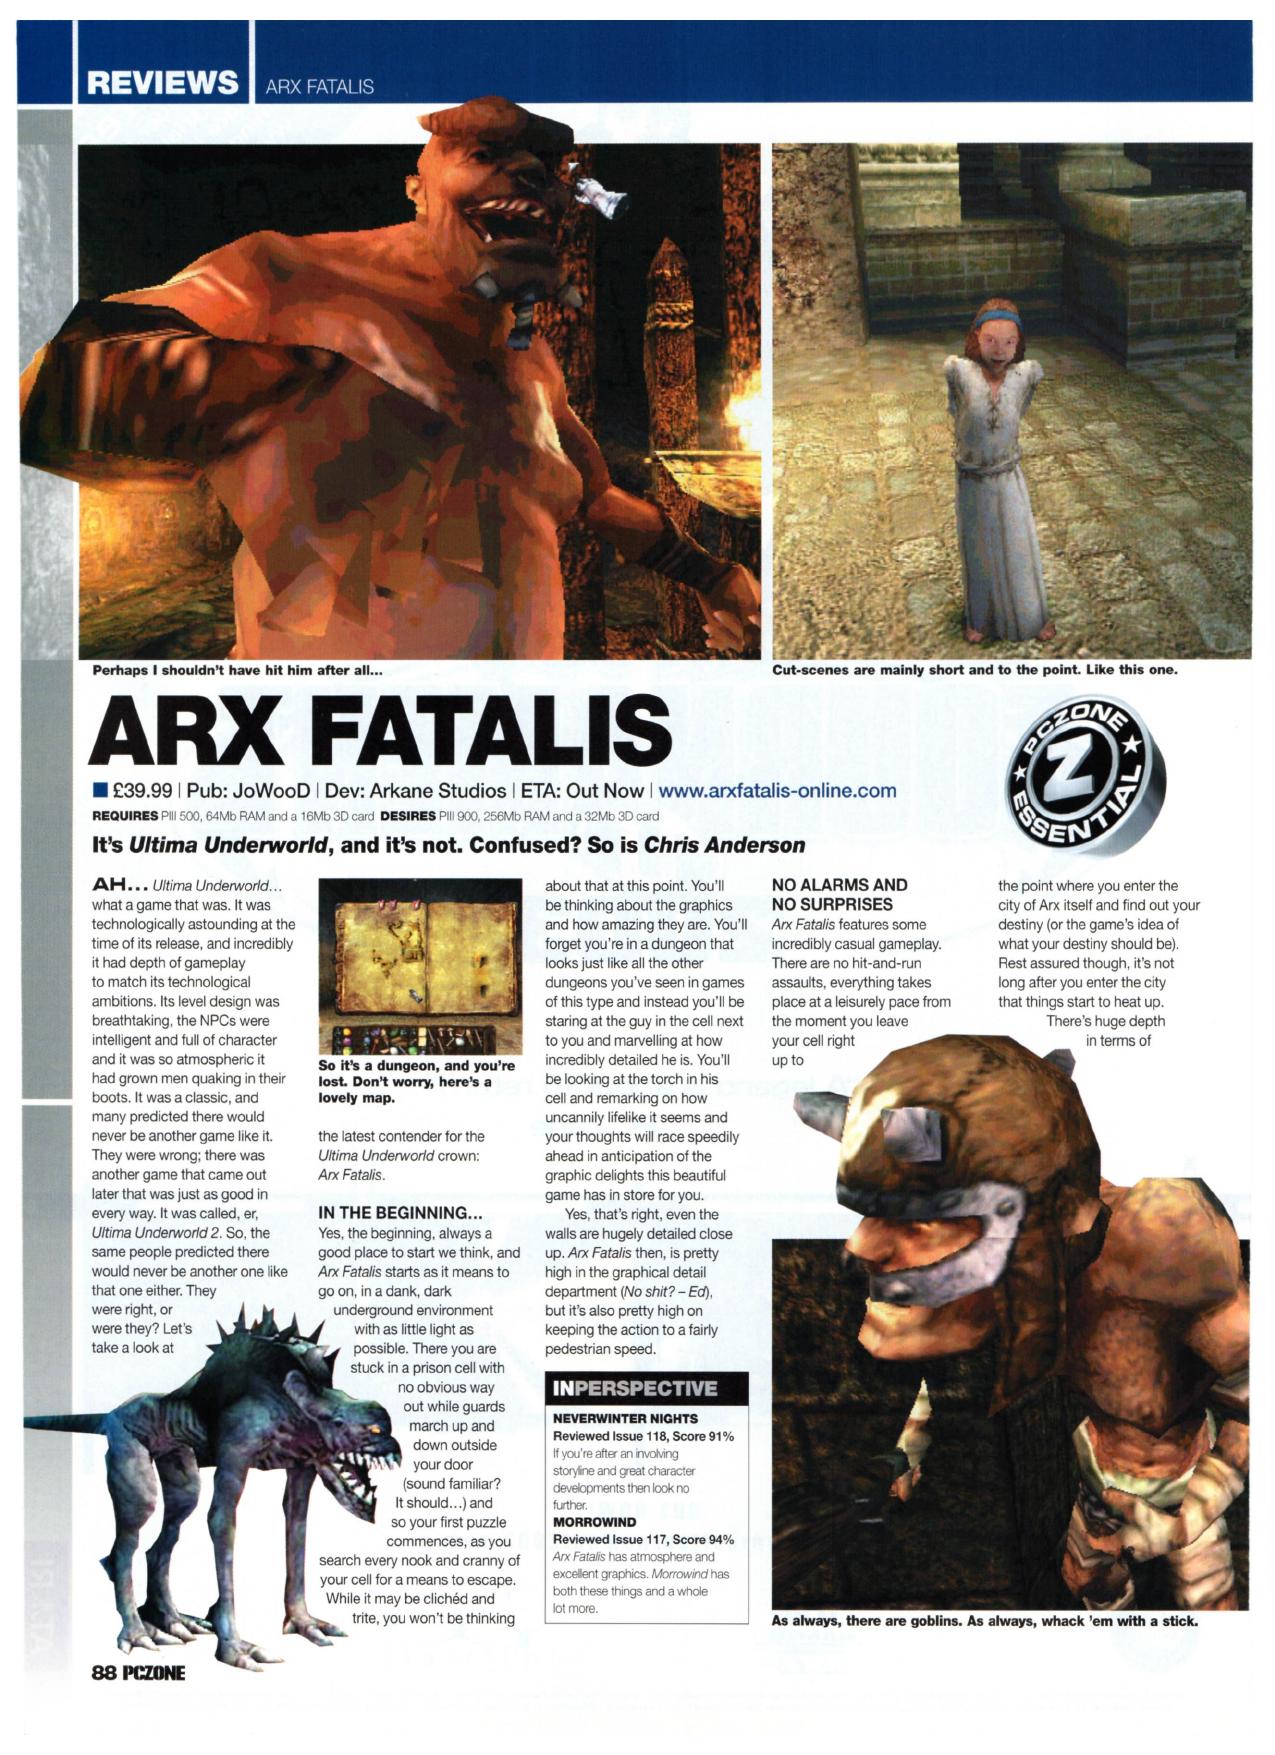 REVIEWS
ARX FATALIS
Perhaps I shouldn't have hit him after all...
Cut-scenes are mainly short and to the point. Like this one.
ARX FATALIS
PCZONE
Z
ESSENTIAL
£39.99 | Pub: JoWooD | Dev: Arkane Studios | ETA: Out Now | www.arxfatalis-online.com
REQUIRES PIII 500, 64Mb RAM and a 16Mb 3D card DESIRES PIII 900, 256Mb RAM and a 32Mb 3D card
It's Ultima Underworld, and it's not. Confused? So is Chris Anderson
AH... Ultima Underworld...
what a game that was. It was
technologically astounding at the
time of its release, and incredibly
it had depth of gameplay
to match its technological
ambitions. Its level design was
breathtaking, the NPCs were
intelligent and full of character
and it was so atmospheric it
had grown men quaking in their
boots. It was a classic, and
many predicted there would
never be another game like it.
They were wrong; there was
another game that came out
later that was just as good in
every way. It was called, er,
Ultima Underworld 2. So, the
same people predicted there
would never be another one like
that one either. They
were right, or
were they? Let's
take a look at
So it's a dungeon, and you're
lost. Don't worry, here's a
lovely map.
the latest contender for the
Ultima Underworld crown:
Arx Fatalis.
IN THE BEGINNING...
Yes, the beginning, always a
good place to start we think, and
Arx Fatalis starts as it means to
go on, in a dank, dark
underground environment
with as little light as
possible. There you are
stuck in a prison cell with
no obvious way
out while guards
march up and
down outside
your door
(sound familiar?
It should...) and
so your first puzzle
commences, as you
search every nook and cranny of
your cell for a means to escape.
While it may be clichéd and
trite, you won't be thinking
about that at this point. You'll
be thinking about the graphics
and how amazing they are. You'll
forget you're in a dungeon that
looks just like all the other
dungeons you've seen in games
of this type and instead you'll be
staring at the guy in the cell next
to you and marvelling at how
incredibly detailed he is. You'll
be looking at the torch in his
cell and remarking on how
uncannily lifelike it seems and
your thoughts will race speedily
ahead in anticipation of the
graphic delights this beautiful
game has in store for you.
Yes, that's right, even the
walls are hugely detailed close
up. Arx Fatalis then, is pretty
high in the graphical detail
department (No shit? – Ed),
but it's also pretty high on
keeping the action to a fairly
pedestrian speed.
INPERSPECTIVE
NEVERWINTER NIGHTS
Reviewed Issue 118, Score 91%
If you're after an involving
storyline and great character
developments then look no
further.
MORROWIND
Reviewed Issue 117, Score 94%
Arx Fatalis has atmosphere and
excellent graphics. Morrowind has
both these things and a whole
lot more.
NO ALARMS AND
NO SURPRISES
Arx Fatalis features some
incredibly casual gameplay.
There are no hit-and-run
assaults, everything takes
place at a leisurely pace from
the moment you leave
your cell right
up to
the point where you enter the
city of Arx itself and find out your
destiny (or the game's idea of
what your destiny should be).
Rest assured though, it's not
long after you enter the city
that things start to heat up.
There's huge depth
in terms of
As always, there are goblins. As always, whack 'em with a stick.
88 PCZONE